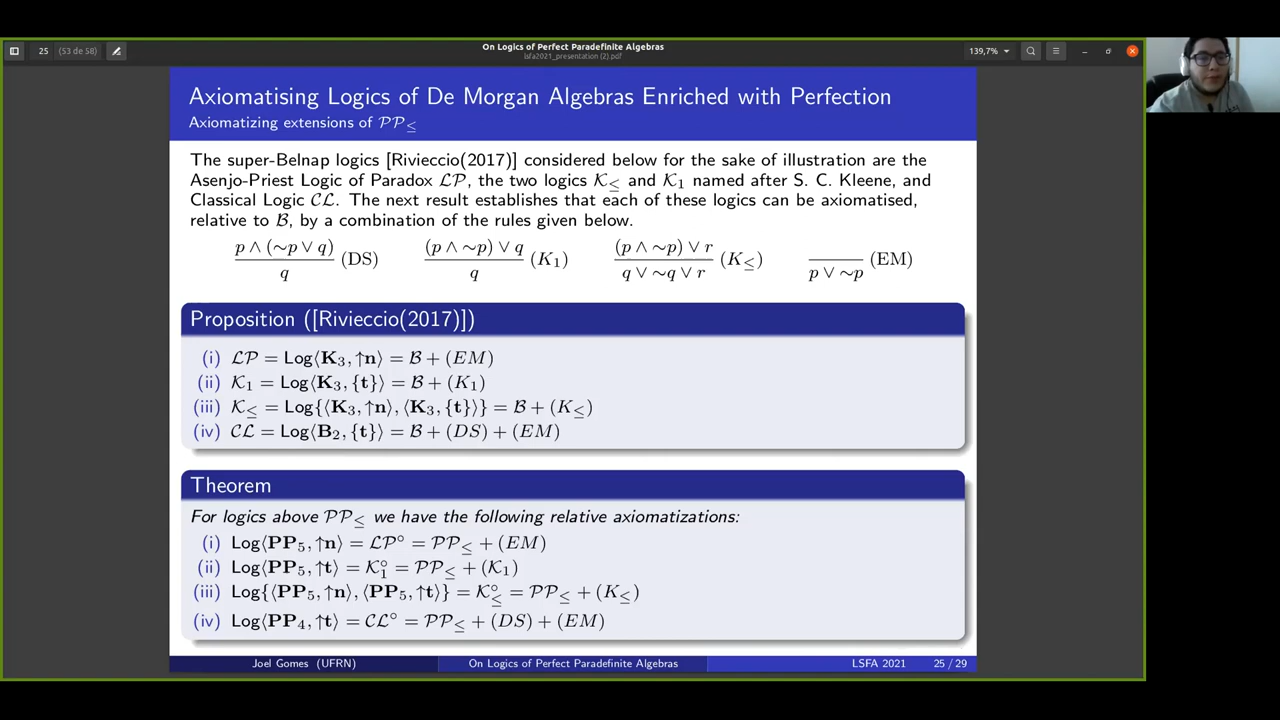 On Logics of Perfect Paradefinite Algebras
lsfa2021_presentation (2).pdf
25 (53 de 58)
139,7%
Axiomatising Logics of De Morgan Algebras Enriched with Perfection
Axiomatizing extensions of 𝒫𝒫≤
The super-Belnap logics [Rivieccio(2017)] considered below for the sake of illustration are the
Asenjo-Priest Logic of Paradox ℒ𝒫, the two logics 𝒦≤ and 𝒦₁ named after S. C. Kleene, and
Classical Logic 𝒞ℒ. The next result establishes that each of these logics can be axiomatised,
relative to ℬ, by a combination of the rules given below.
p ∧ (∼p ∨ q) / q (DS) (p ∧ ∼p) ∨ q / q (K₁) (p ∧ ∼p) ∨ r / q ∨ ∼q ∨ r (K≤) / p ∨ ∼p (EM)
Proposition ([Rivieccio(2017)])
(i) ℒ𝒫 = Log⟨K₃, ↑n⟩ = ℬ + (EM)
(ii) 𝒦₁ = Log⟨K₃, {t}⟩ = ℬ + (K₁)
(iii) 𝒦≤ = Log{⟨K₃, ↑n⟩, ⟨K₃, {t}⟩} = ℬ + (K≤)
(iv) 𝒞ℒ = Log⟨B₂, {t}⟩ = ℬ + (DS) + (EM)
Theorem
For logics above 𝒫𝒫≤ we have the following relative axiomatizations:
(i) Log⟨PP₅, ↑n⟩ = ℒ𝒫° = 𝒫𝒫≤ + (EM)
(ii) Log⟨PP₅, ↑t⟩ = 𝒦₁° = 𝒫𝒫≤ + (𝒦₁)
(iii) Log{⟨PP₅, ↑n⟩, ⟨PP₅, ↑t⟩} = 𝒦≤° = 𝒫𝒫≤ + (K≤)
(iv) Log⟨PP₄, ↑t⟩ = 𝒞ℒ° = 𝒫𝒫≤ + (DS) + (EM)
Joel Gomes (UFRN) On Logics of Perfect Paradefinite Algebras LSFA 2021 25 / 29